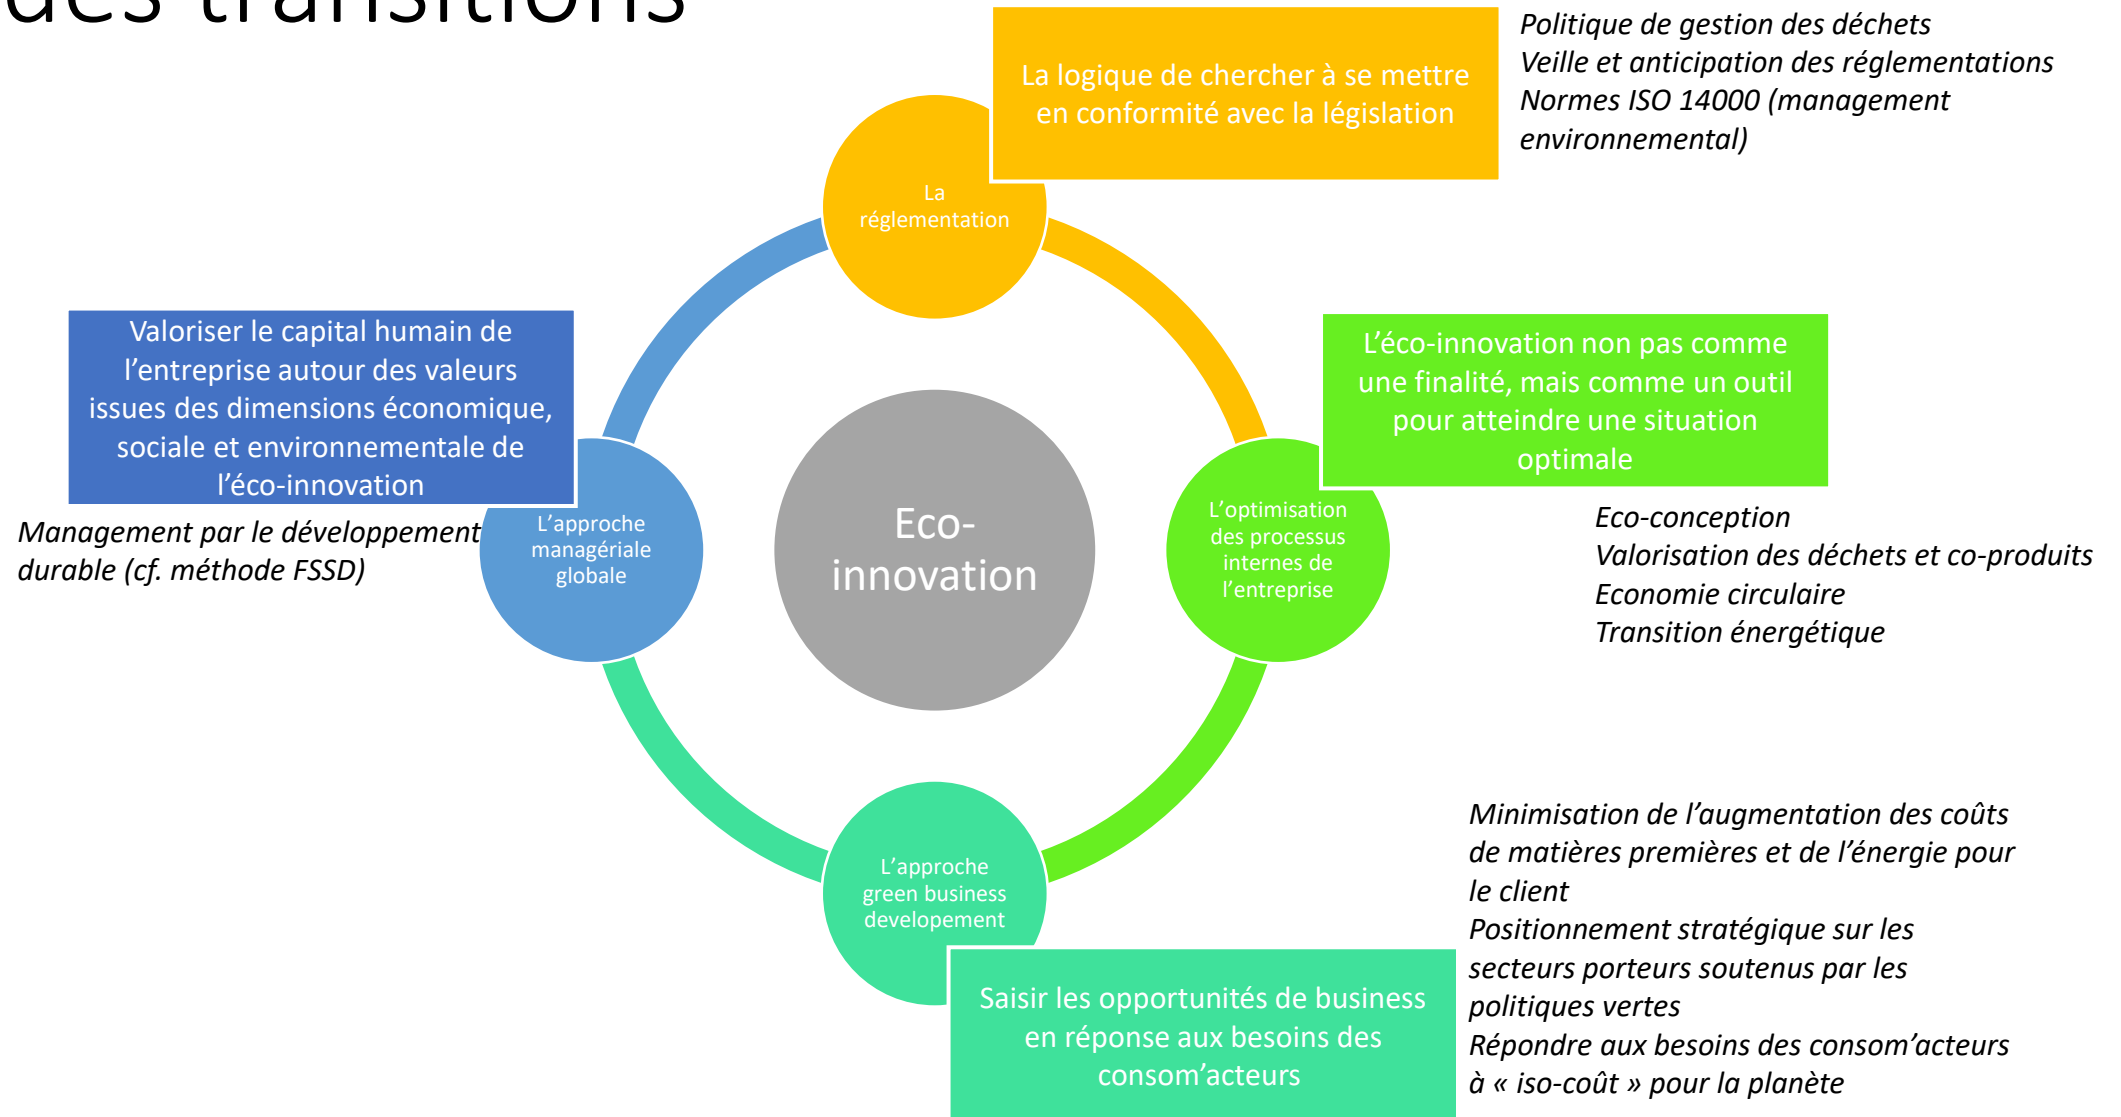 des transitions
La logique de chercher à se mettre
en conformité avec la législation
Politique de gestion des déchets
Veille et anticipation des réglementations
Normes ISO 14000 (management
environnemental)
La
réglementation
Valoriser le capital humain de
l’entreprise autour des valeurs
issues des dimensions économique,
sociale et environnementale de
l’éco-innovation
L’éco-innovation non pas comme
une finalité, mais comme un outil
pour atteindre une situation
optimale
Management par le développement
durable (cf. méthode FSSD)
L’approche
managériale
globale
Eco-
innovation
L’optimisation
des processus
internes de
l’entreprise
Eco-conception
Valorisation des déchets et co-produits
Economie circulaire
Transition énergétique
L’approche
green business
developement
Saisir les opportunités de business
en réponse aux besoins des
consom’acteurs
Minimisation de l’augmentation des coûts
de matières premières et de l’énergie pour
le client
Positionnement stratégique sur les
secteurs porteurs soutenus par les
politiques vertes
Répondre aux besoins des consom’acteurs
à « iso-coût » pour la planète